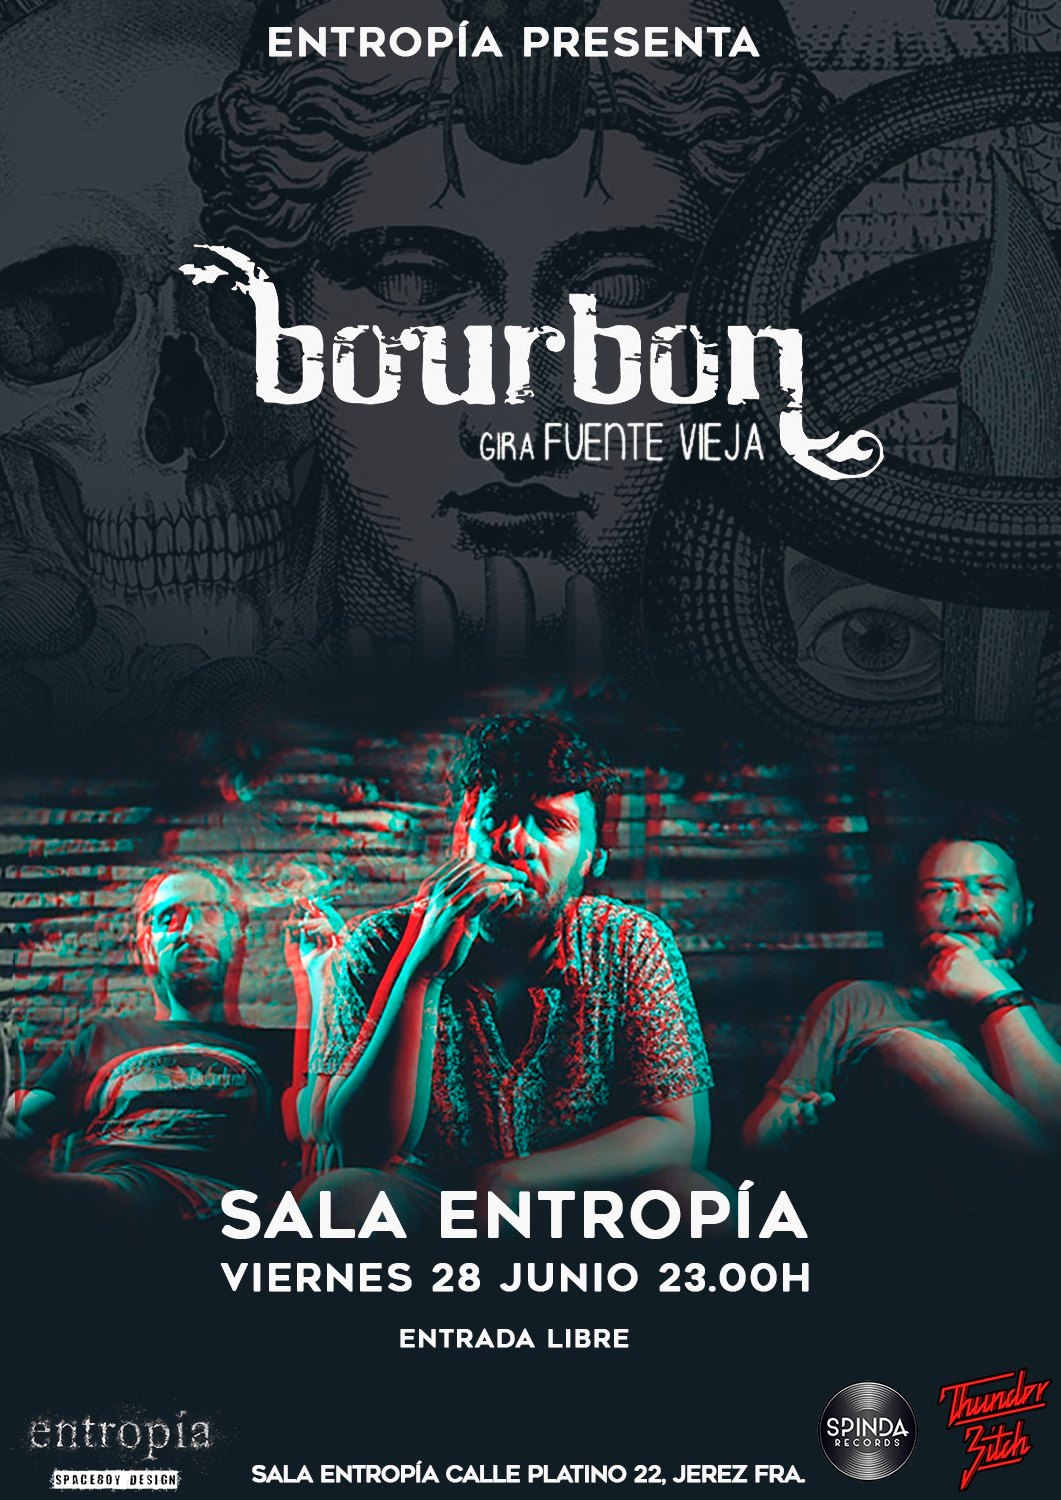 ENTROPÍA PRESENTA
bourbon
GIRA FUENTE VIEJA
SALA ENTROPÍA
VIERNES 28 JUNIO 23.00H
ENTRADA LIBRE
entropía
SPACEBOY DESIGN
SALA ENTROPÍA CALLE PLATINO 22, JEREZ FRA.
SPINDA
RECORDS
Thunder
Bitch